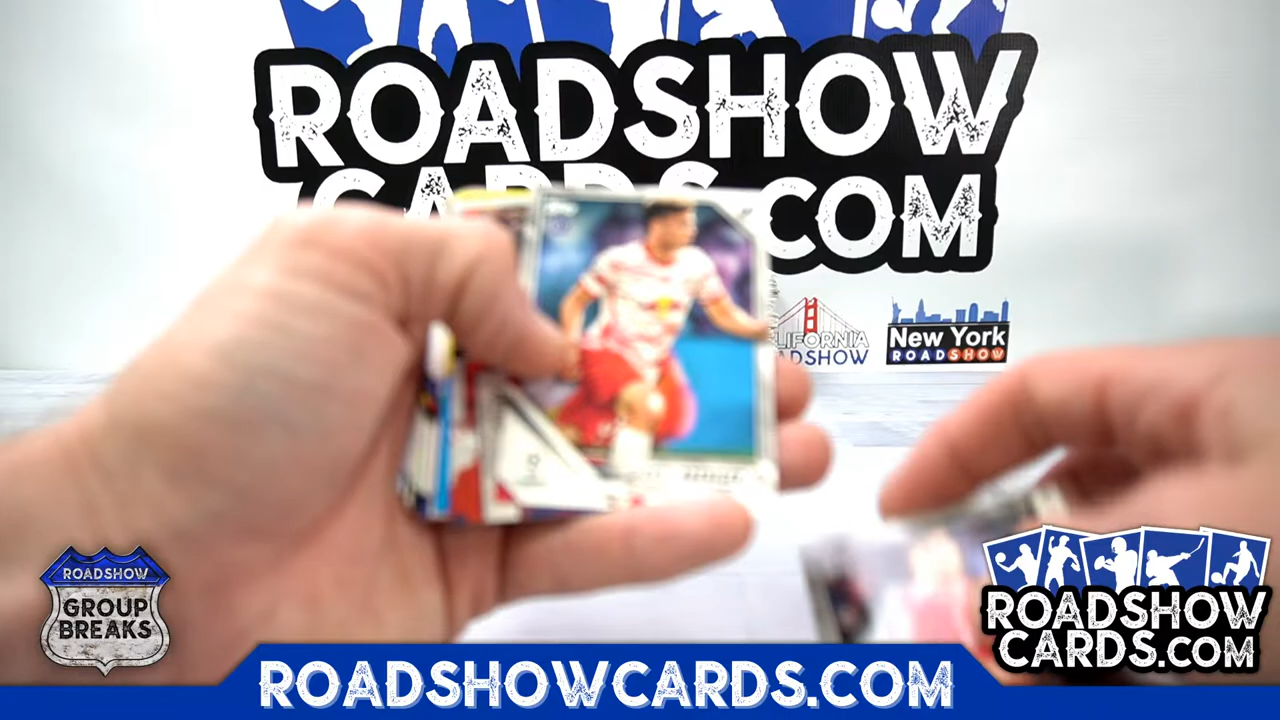 ROADSHOW
CARDS.COM
LIFORNIA
ADSHOW
New York
ROADSHOW
ROADSHOW
GROUP
BREAKS
ROADSHOW
CARDS.COM
ROADSHOWCARDS.COM